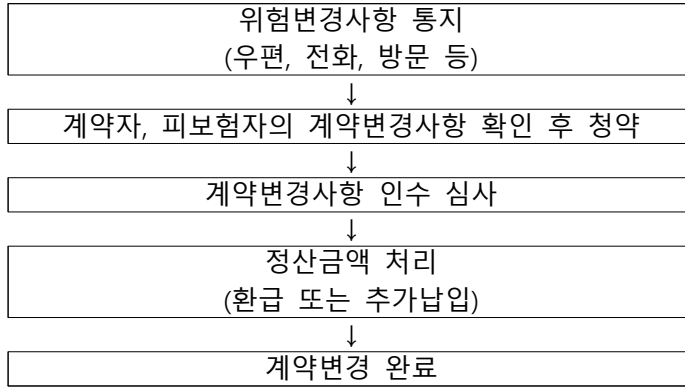 위험변경사항 통지
(우편, 전화, 방문 등)
↓
계약자, 피보험자의 계약변경사항 확인 후 청약
↓
계약변경사항 인수 심사
↓
정산금액 처리
(환급 또는 추가납입)
↓
계약변경 완료